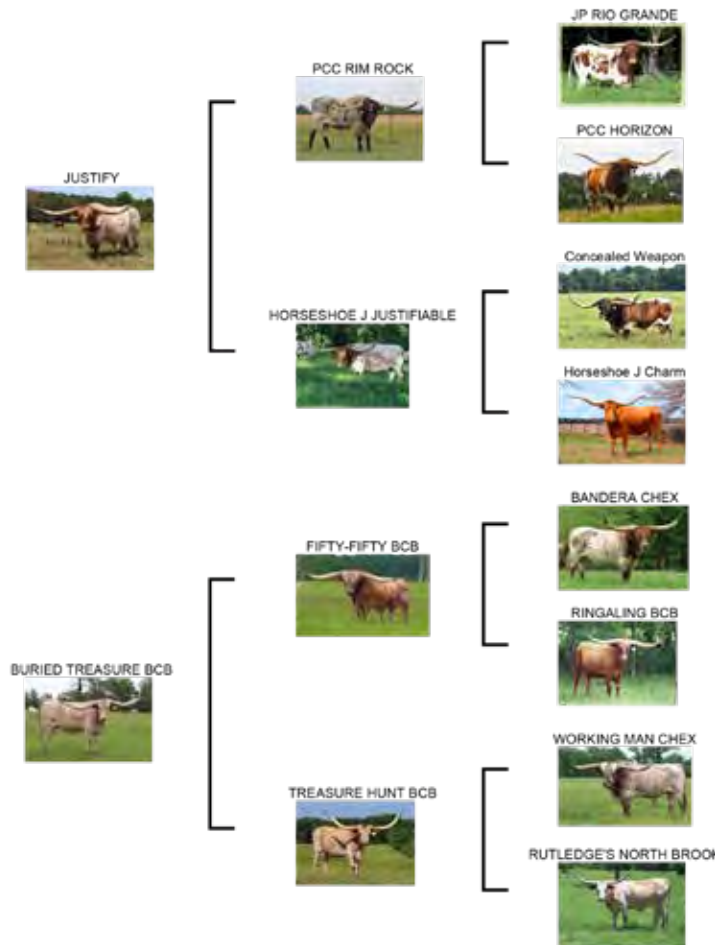 JP RIO GRANDE
PCC RIM ROCK
PCC HORIZON
JUSTIFY
Concealed Weapon
HORSESHOE J JUSTIFIABLE
Horseshoe J Charm
BANDERA CHEX
FIFTY-FIFTY BCB
RINGALING BCB
BURIED TREASURE BCB
WORKING MAN CHEX
TREASURE HUNT BCB
RUTLEDGE'S NORTH BROOK